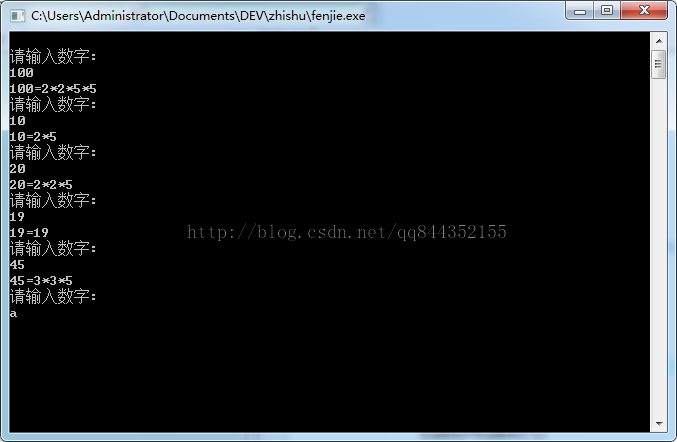 C:\Users\Administrator\Documents\DEV\zhishu\fenjie.exe
请输入数字：
100
100=2*2*5*5
请输入数字：
10
10=2*5
请输入数字：
20
20=2*2*5
请输入数字：
19
19=19
http://blog.csdn.net/qq844352155
请输入数字：
45
45=3*3*5
请输入数字：
a